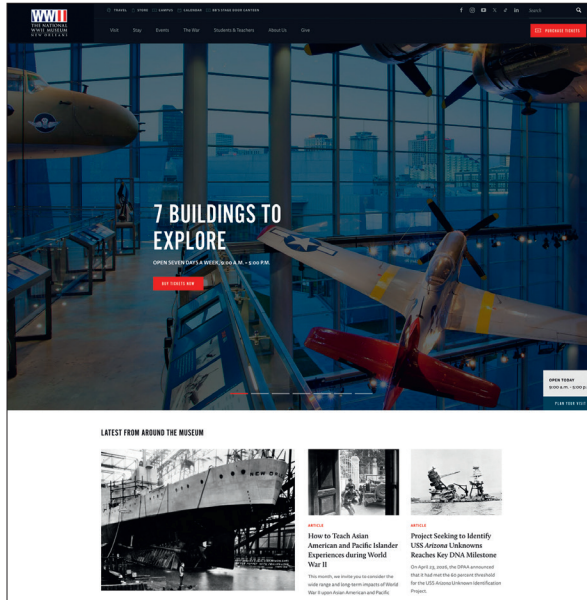 WWII
THE NATIONAL
WWII MUSEUM
NEW ORLEANS
TRAVEL STORE CAMPUS CALENDAR BB'S STAGE DOOR CANTEEN
Search
Visit Stay Events The War Students & Teachers About Us Give
PURCHASE TICKETS
7 BUILDINGS TO
EXPLORE
OPEN SEVEN DAYS A WEEK, 9:00 A.M. - 5:00 P.M.
BUY TICKETS NOW
OPEN TODAY
9:00 a.m. - 5:00 p.
PLAN YOUR VISIT
LATEST FROM AROUND THE MUSEUM
NEW OR
ARTICLE
How to Teach Asian
American and Pacific Islander
Experiences during World
War II
This month, we invite you to consider the
wide range and long-term impacts of World
War II upon Asian American and Pacific
ARTICLE
Project Seeking to Identify
USS Arizona Unknowns
Reaches Key DNA Milestone
On April 23, 2026, the DPAA announced
that it had met the 60 percent threshold
for the USS Arizona Unknown Identification
Project.